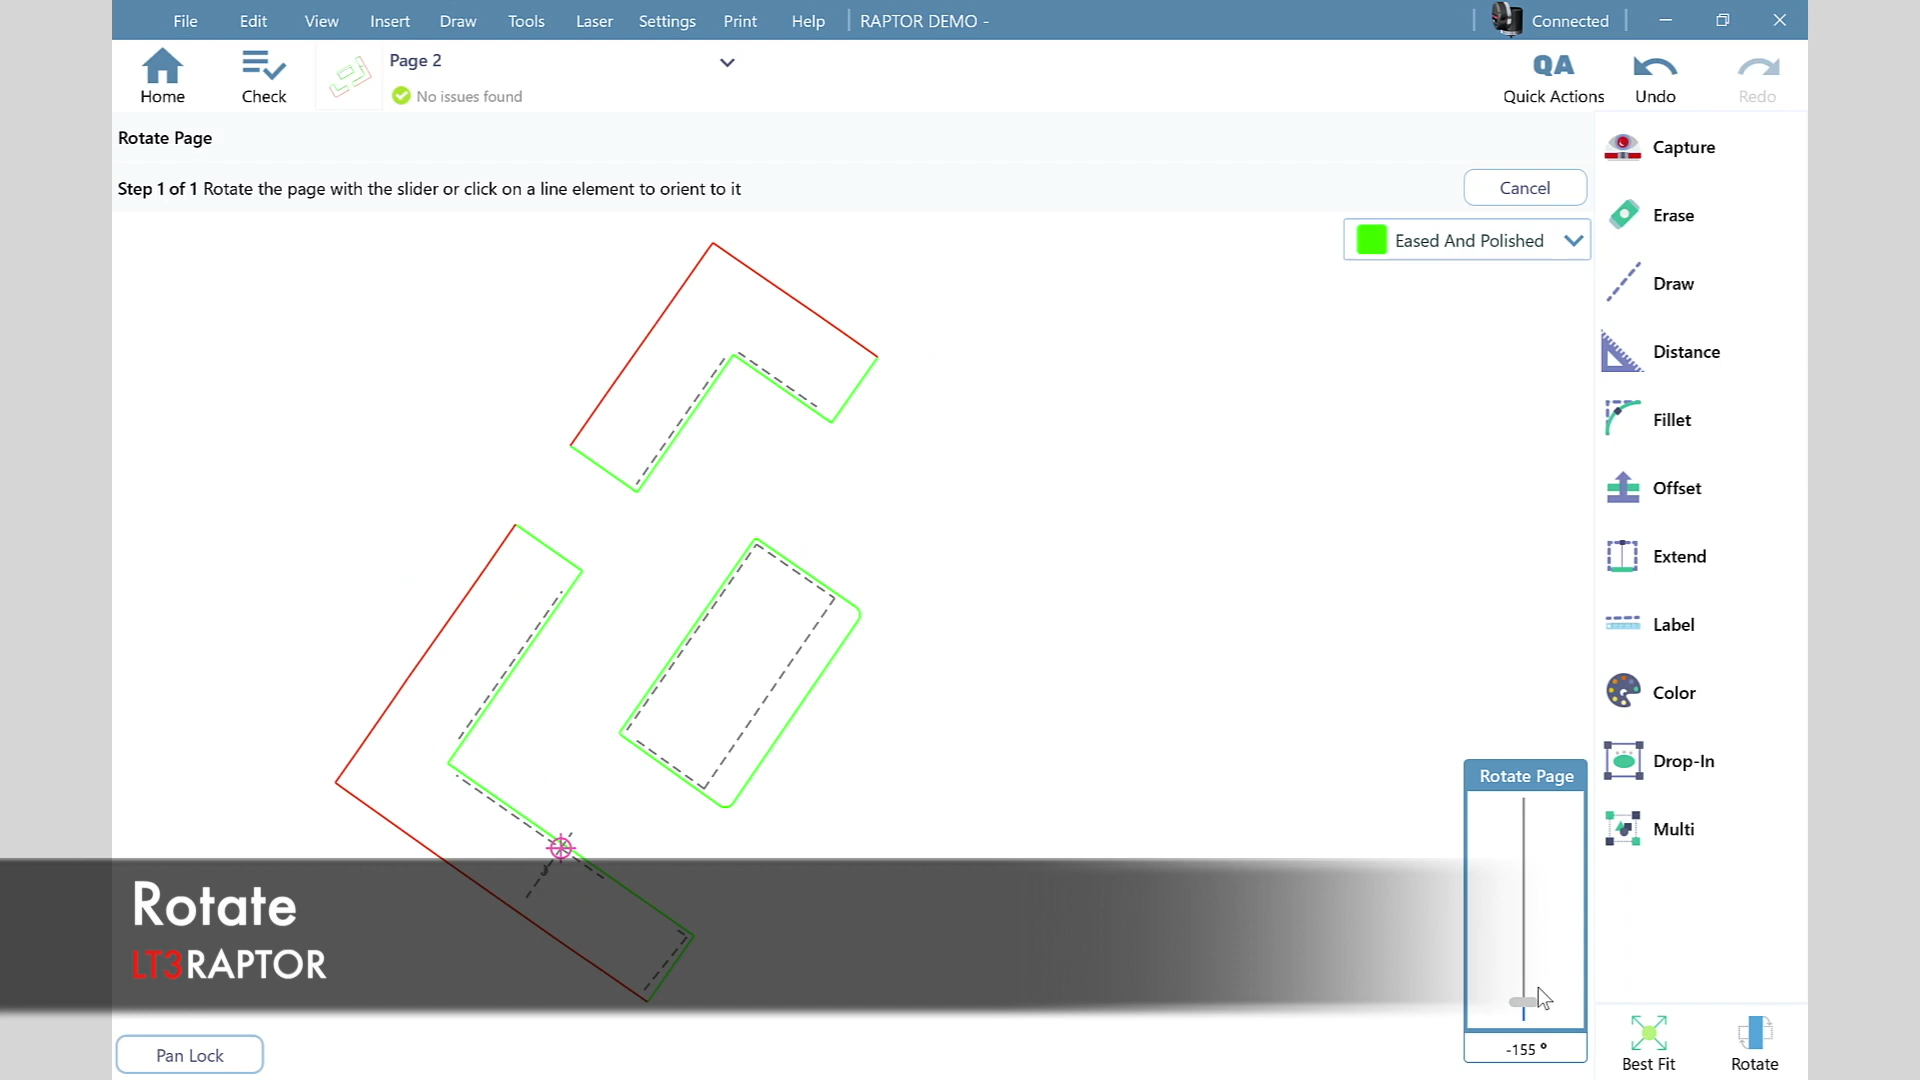 File Edit View Insert Draw Tools Laser Settings Print Help RAPTOR DEMO - Connected
Home
Check
Page 2
No issues found
QA
Quick Actions
Undo
Redo
Rotate Page
Step 1 of 1 Rotate the page with the slider or click on a line element to orient to it
Cancel
Eased And Polished
Capture
Erase
Draw
Distance
Fillet
Offset
Extend
Label
Color
Drop-In
Multi
Rotate Page
-155 °
Rotate
LT3RAPTOR
Pan Lock
Best Fit
Rotate